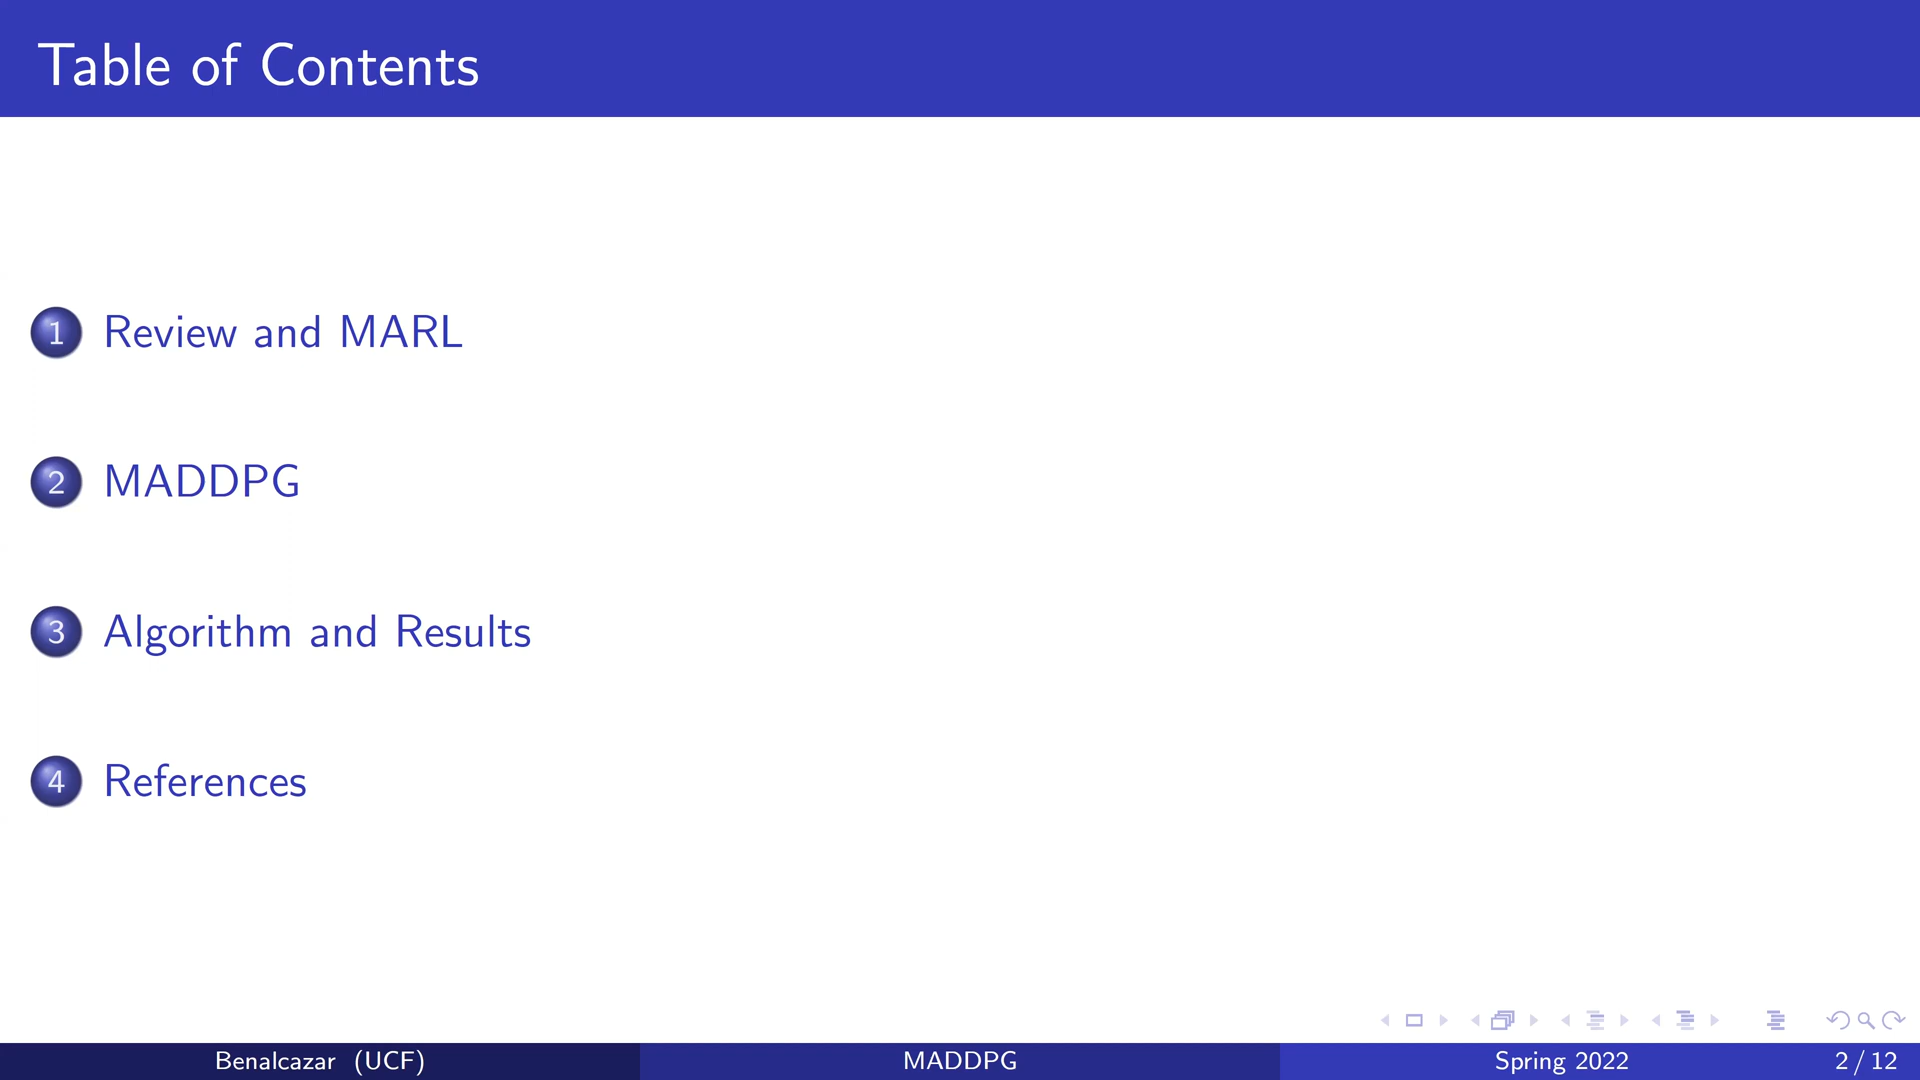 Table of Contents
1 Review and MARL
2 MADDPG
3 Algorithm and Results
4 References
Benalcazar (UCF) MADDPG Spring 2022 2 / 12